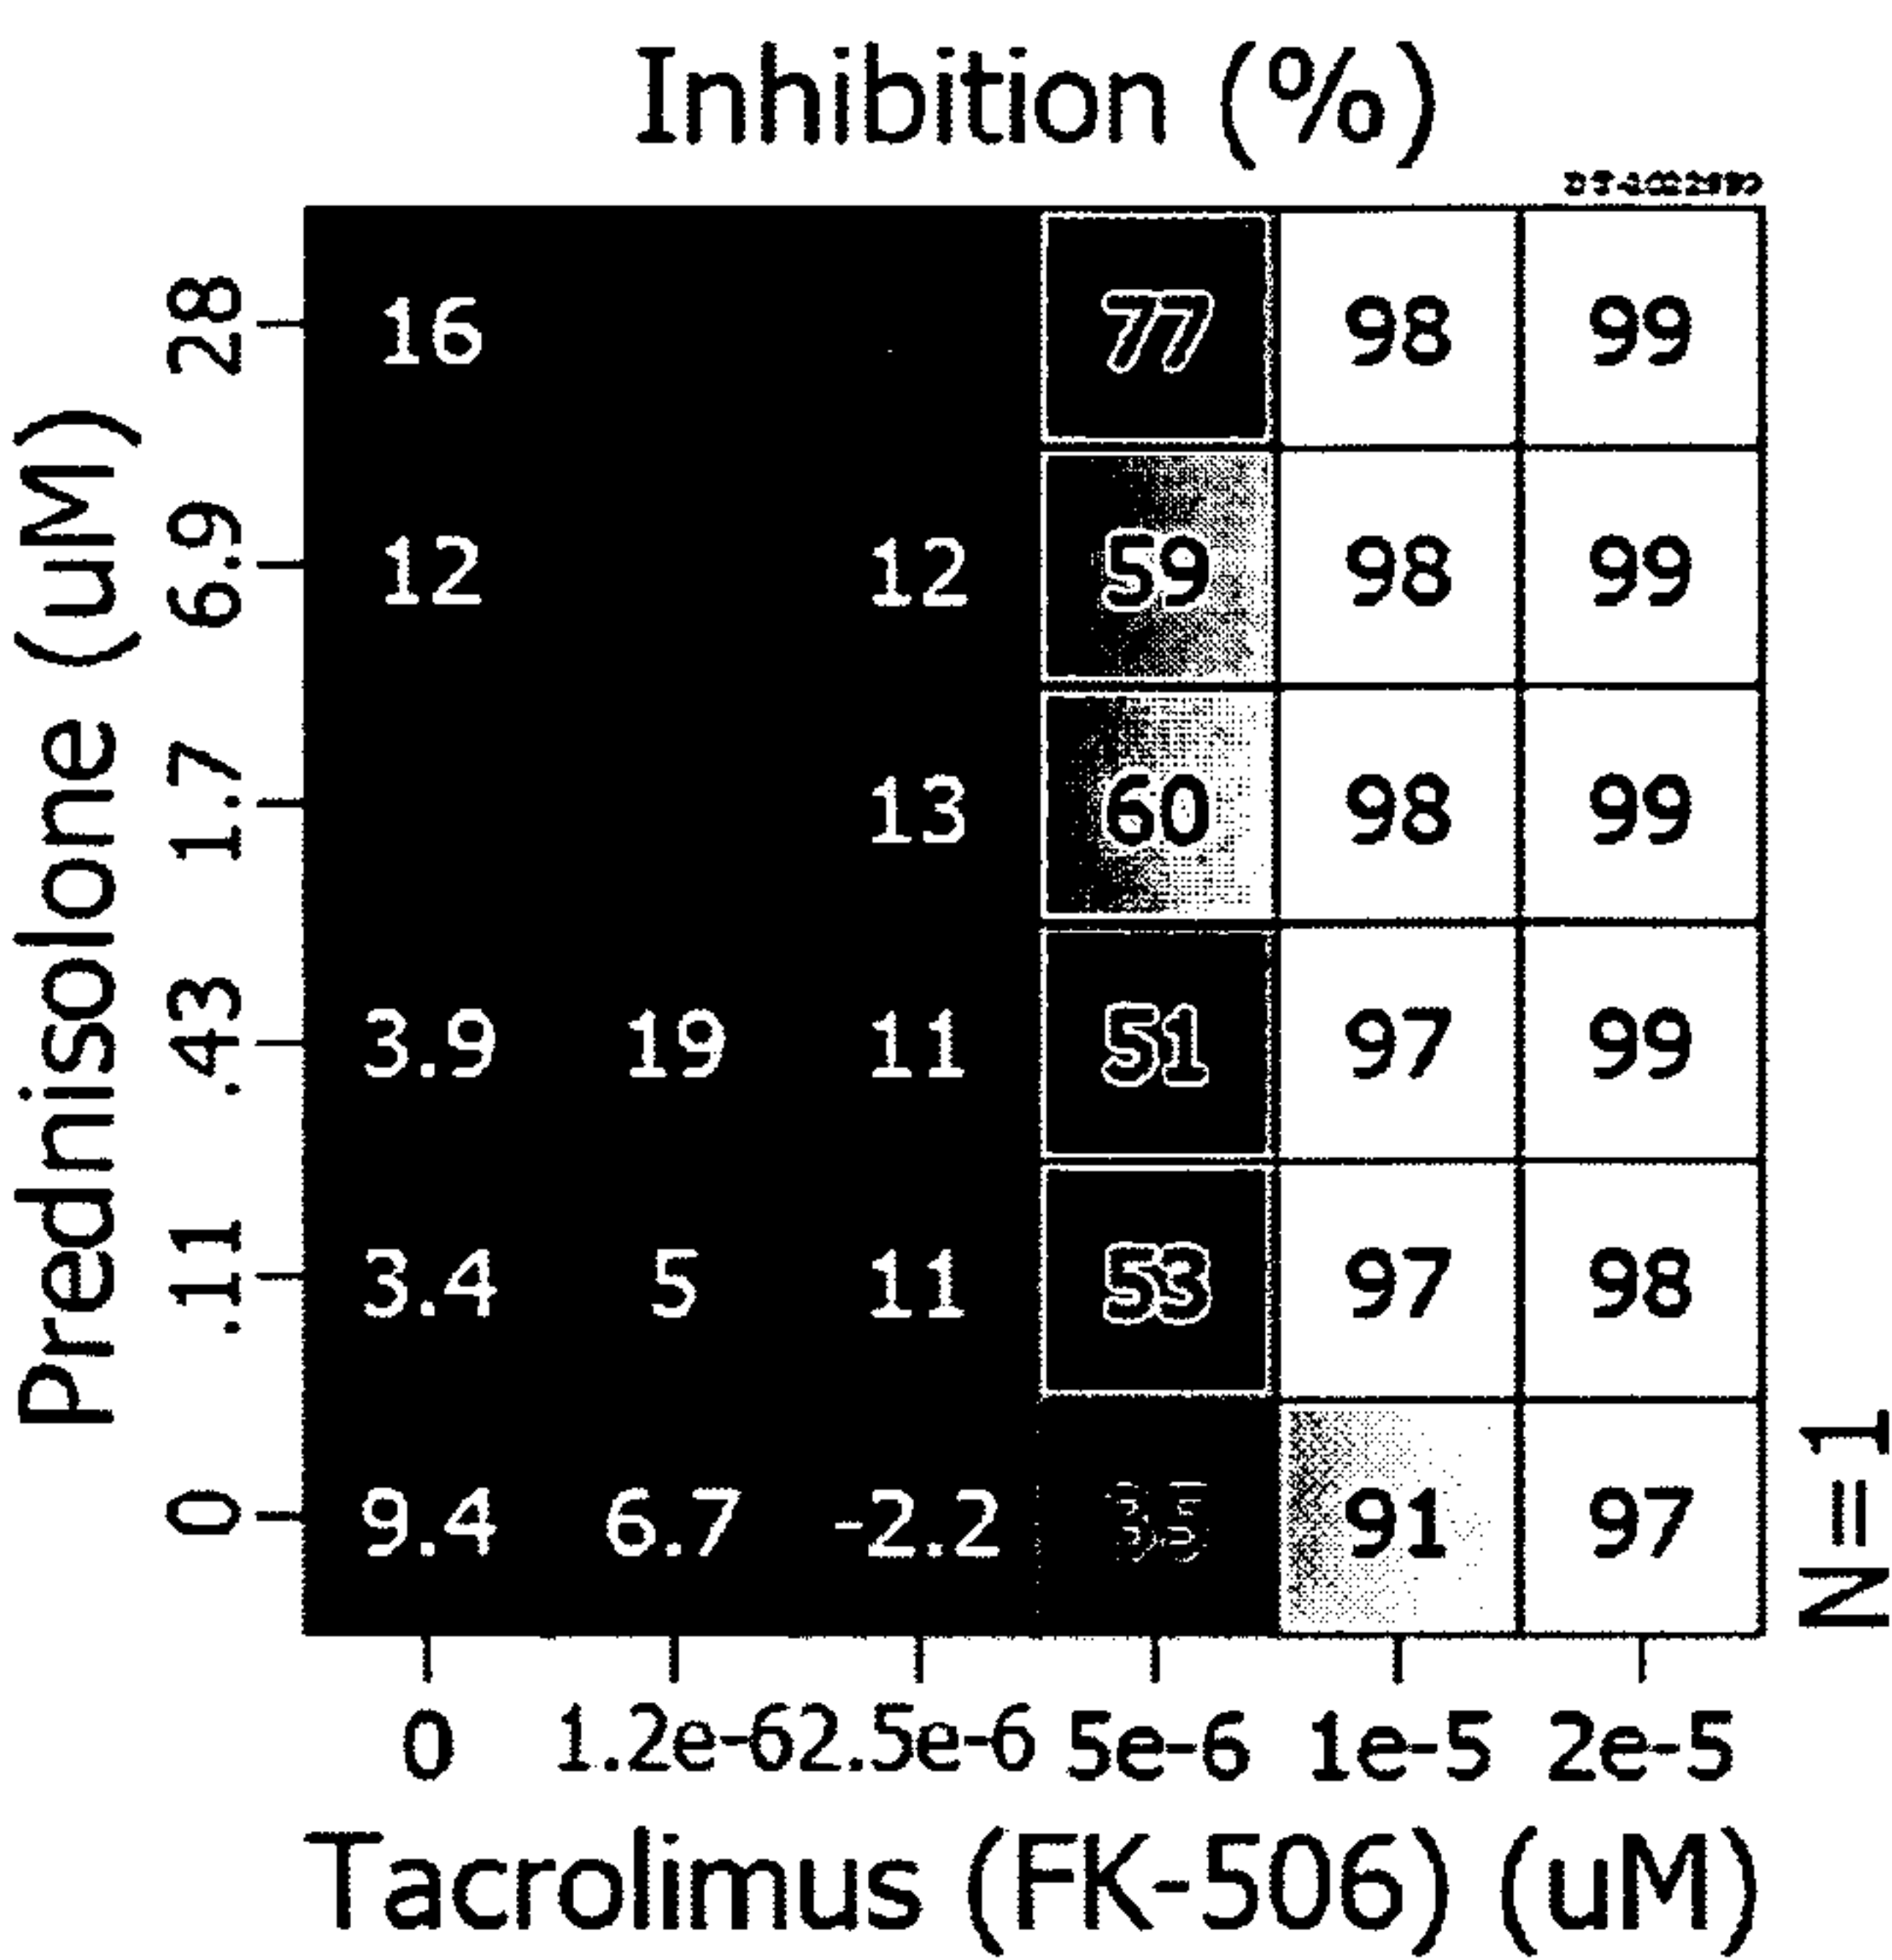 Inhibition (%)
Prednisolone (uM)
28 16 77 98 99
6.9 12 12 59 98 99
1.7 13 60 98 99
.43 3.9 19 11 51 97 99
.11 3.4 5 11 53 97 98
0 9.4 6.7 -2.2 35 91 97
N=1
0 1.2e-6 2.5e-6 5e-6 1e-5 2e-5
Tacrolimus (FK-506) (uM)